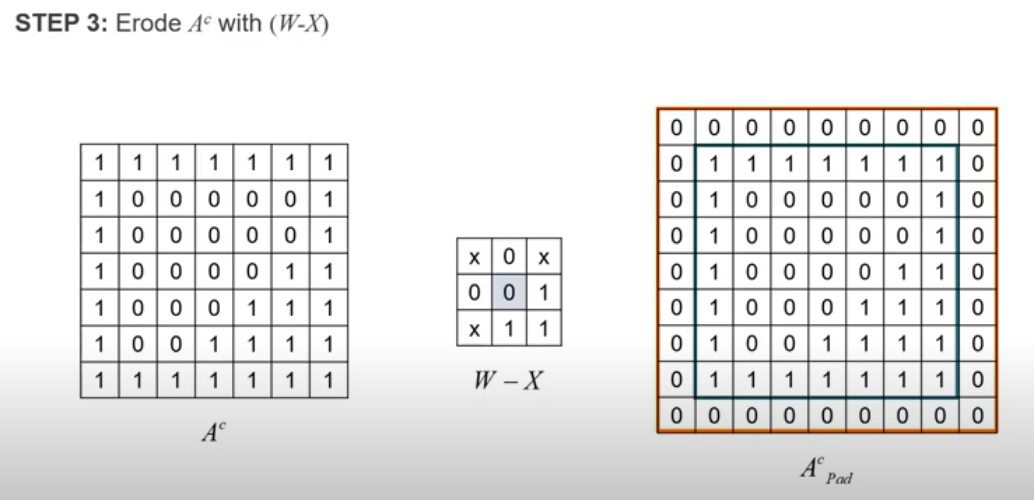 STEP 3: Erode Aᶜ with (W-X)
1 1 1 1 1 1 1
1 0 0 0 0 0 1
1 0 0 0 0 0 1
1 0 0 0 0 1 1
1 0 0 0 1 1 1
1 0 0 1 1 1 1
1 1 1 1 1 1 1
Aᶜ
x 0 x
0 0 1
x 1 1
W – X
0 0 0 0 0 0 0 0 0
0 1 1 1 1 1 1 1 0
0 1 0 0 0 0 0 1 0
0 1 0 0 0 0 0 1 0
0 1 0 0 0 0 1 1 0
0 1 0 0 0 1 1 1 0
0 1 0 0 1 1 1 1 0
0 1 1 1 1 1 1 1 0
0 0 0 0 0 0 0 0 0
Aᶜ Pad